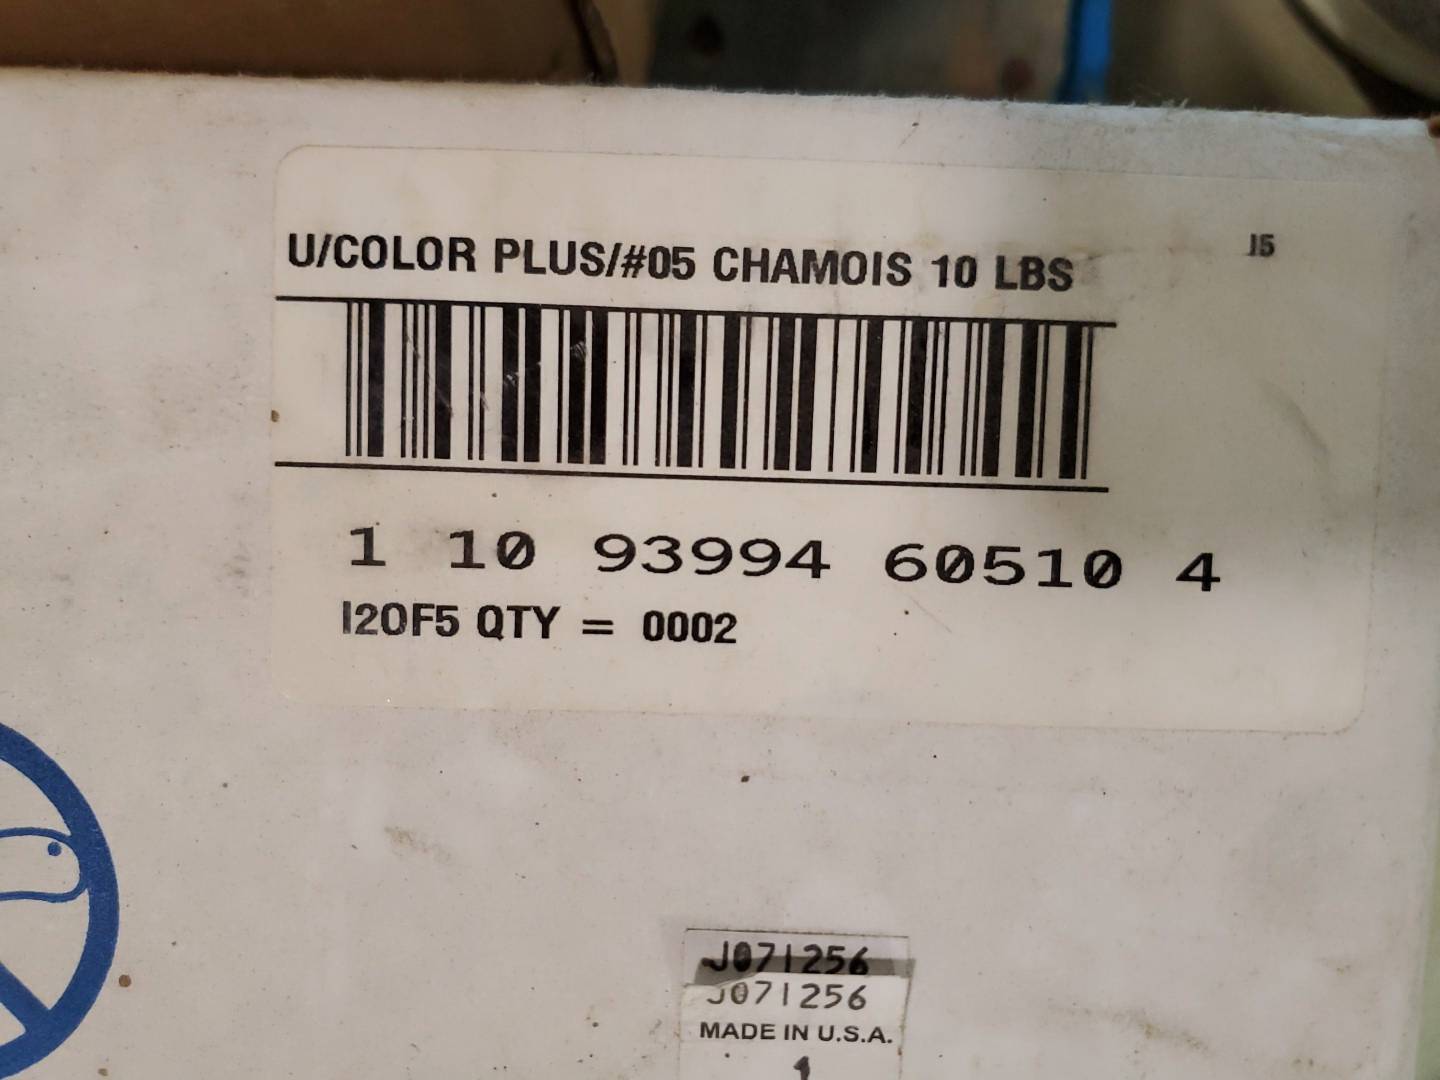 U/COLOR PLUS/#05 CHAMOIS 10 LBS
I5
1 10 93994 60510 4
I2OF5 QTY = 0002
J071256
J071256
MADE IN U.S.A.
1